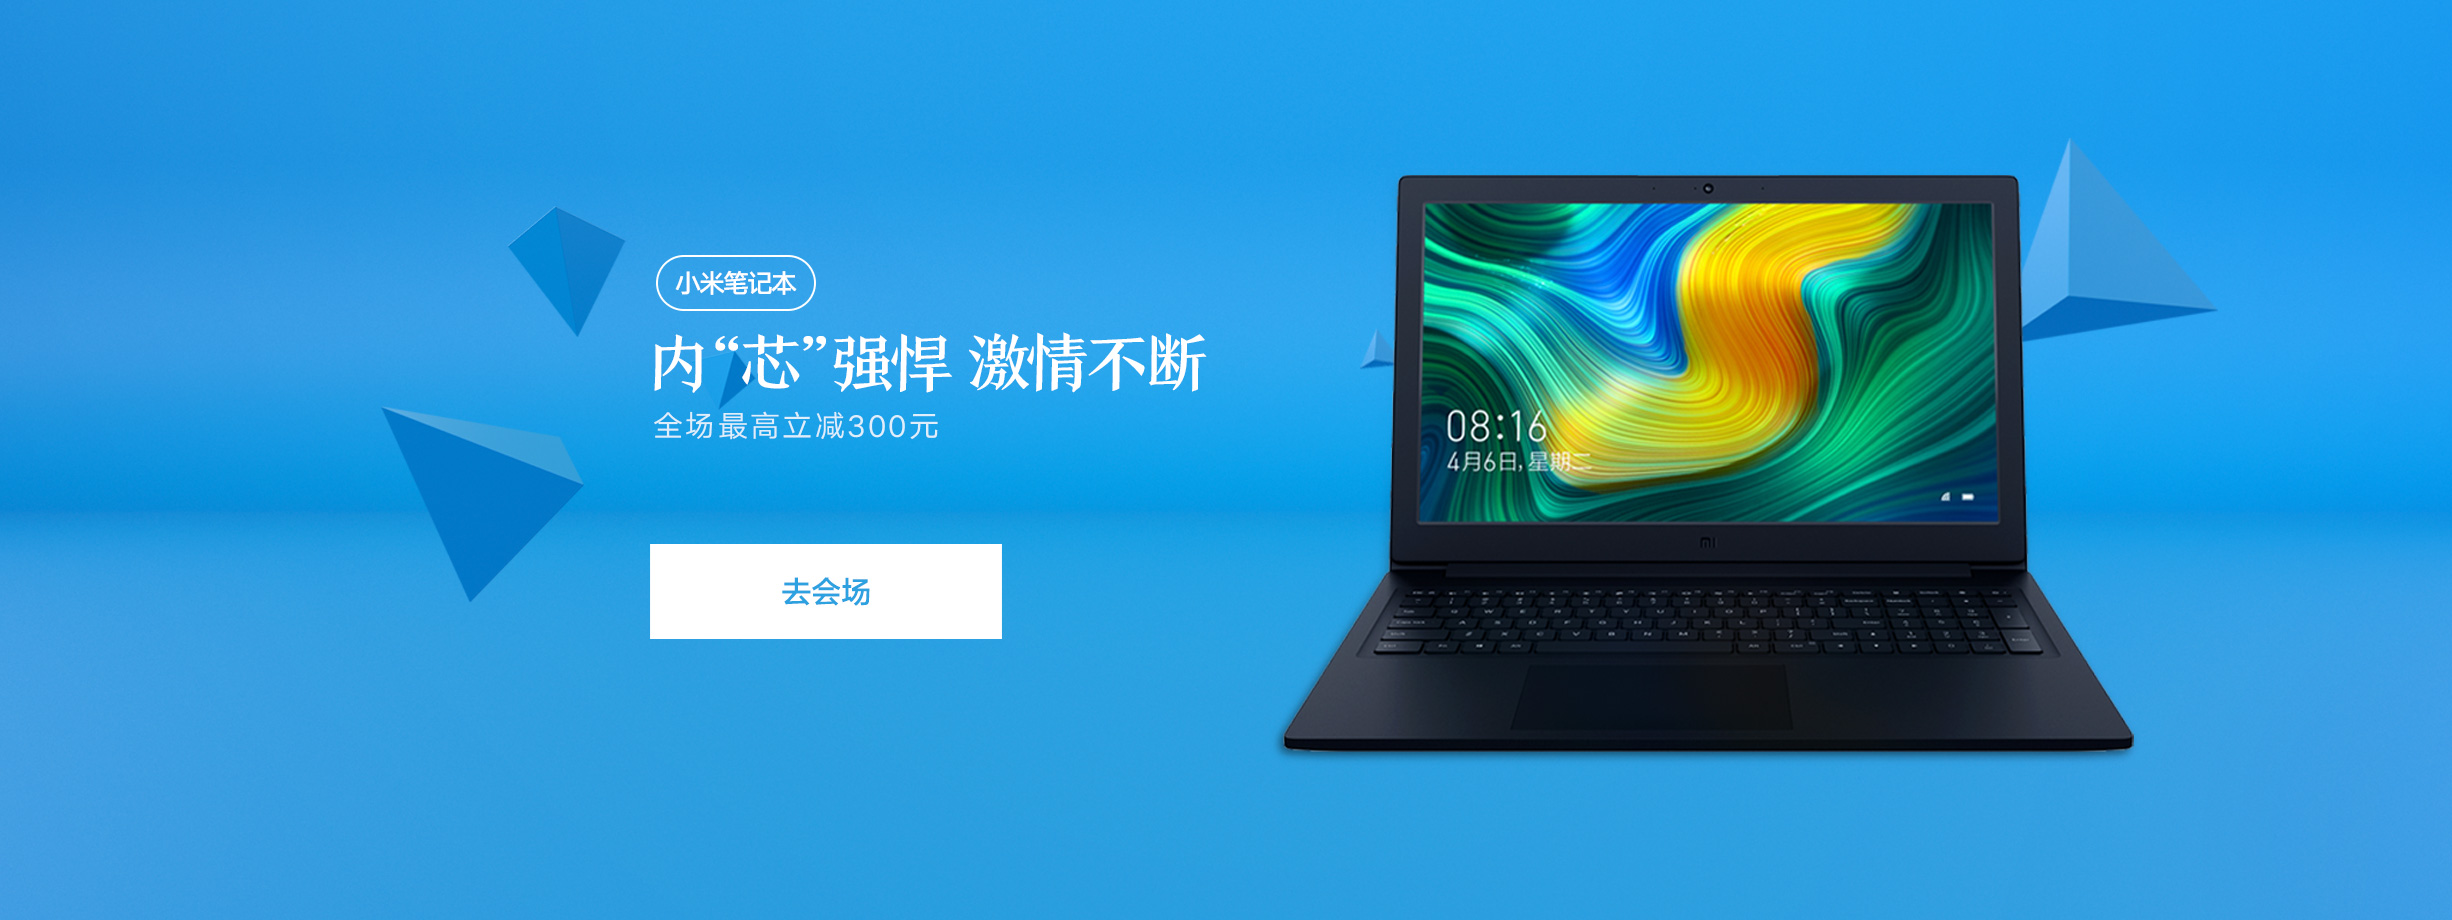 小米笔记本
内“芯”强悍 激情不断
全场最高立减300元
去会场
08:16
4月6日,星期二
mi